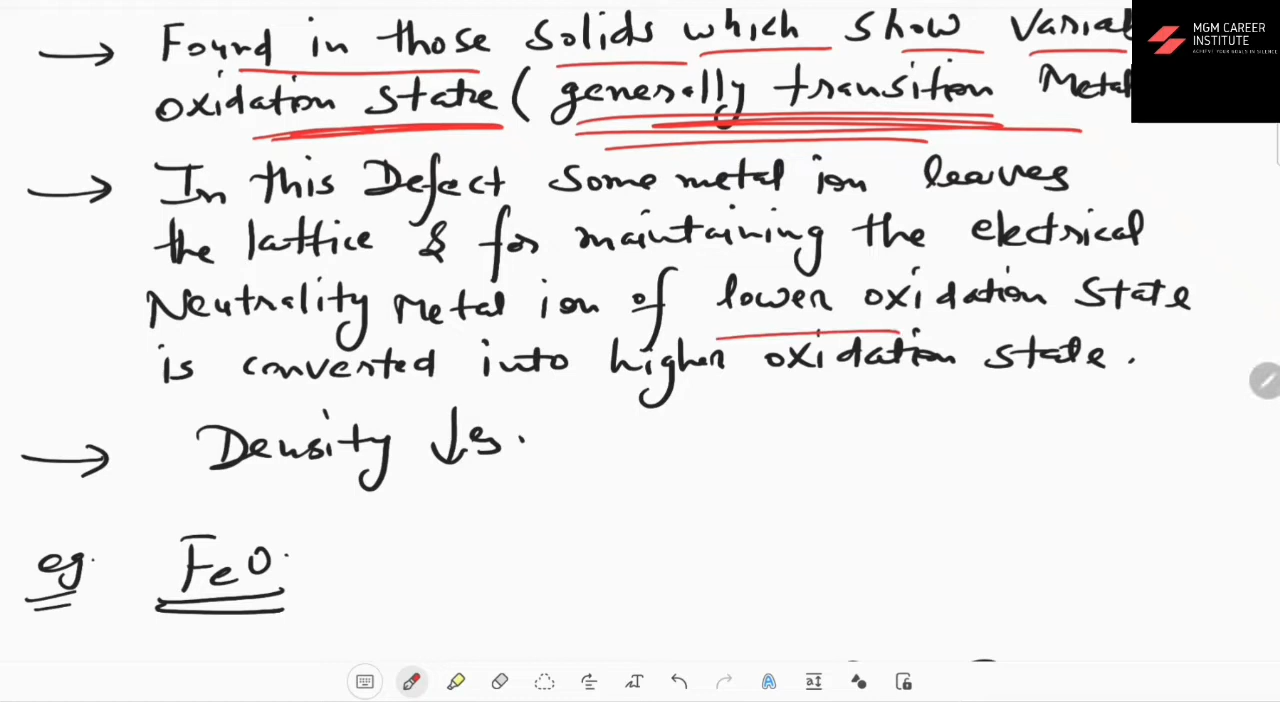 → Found in those solids which show Variabl
oxidation state ( generally transition Metal
→ In this Defect some metal ion leaves
the lattice & for maintaining the electrical
Neutrality Metal ion of lower oxidation state
is converted into higher oxidation state.
→ Density ↓s.
eg. FeO.
MGM CAREER
INSTITUTE